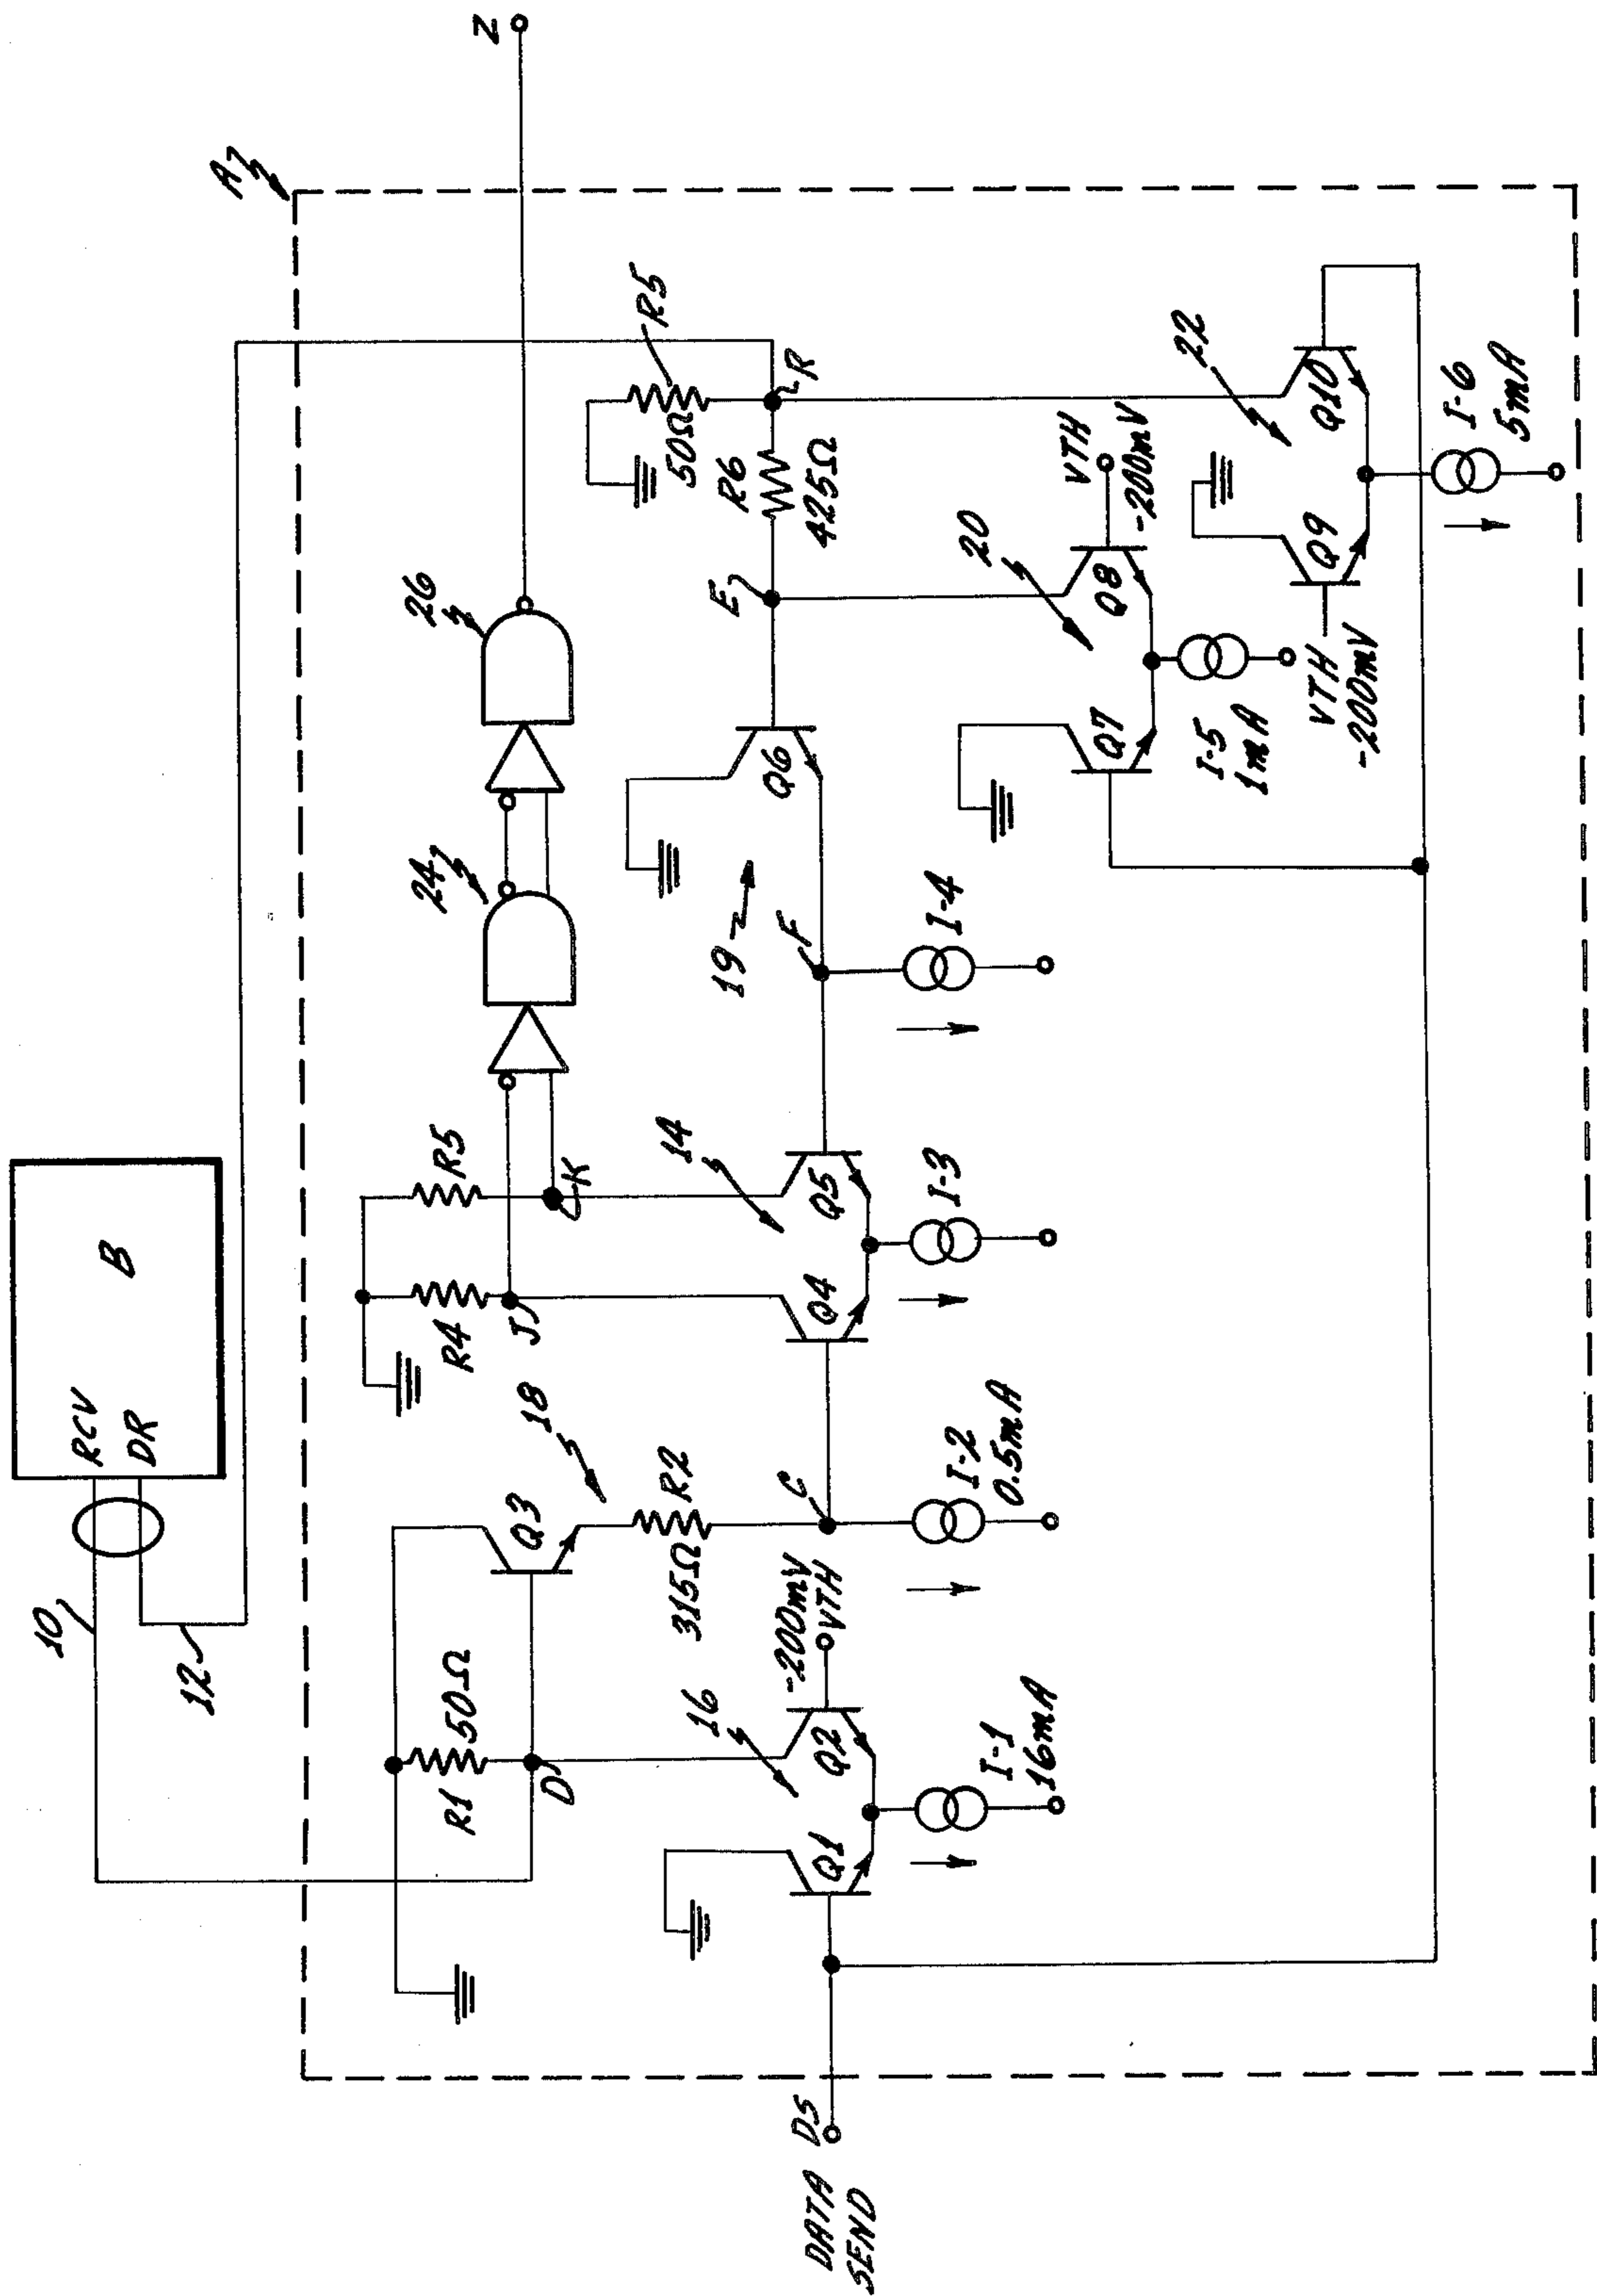 A
Z
B
RCV
DR
10
12
26
24
R5
50Ω
R
R6
425Ω
E
R5
K
R4
J
14
18
Q3
R2
315Ω
C
R1
50Ω
D
16
-200mV
VTH
Q1
Q2
I-1
16mA
I-2
0.5mA
Q4
Q5
I-3
F
19
I-4
Q6
20
VTH
-200mV
Q7
Q8
I-5
1mA
22
Q9
Q10
VTH
-200mV
I-6
5mA
DATA DS
SEND